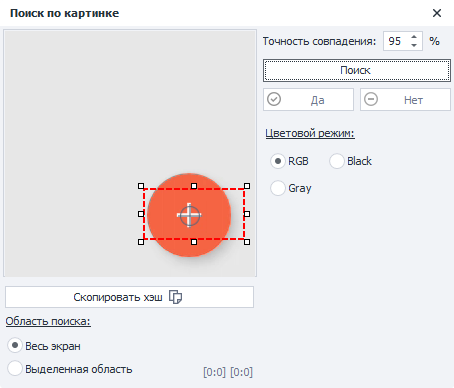 Поиск по картинке
Точность совпадения: 95 %
Поиск
Да Нет
Цветовой режим:
RGB Black
Gray
Скопировать хэш
Область поиска:
Весь экран
Выделенная область [0:0] [0:0]